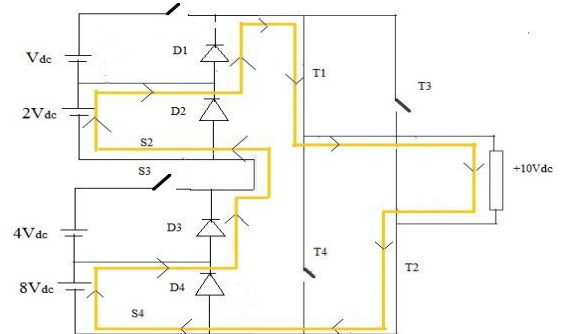 D1
Vdc
T1
T3
2Vdc
D2
S2
S3
+10Vdc
D3
4Vdc
T4
T2
8Vdc
D4
S4